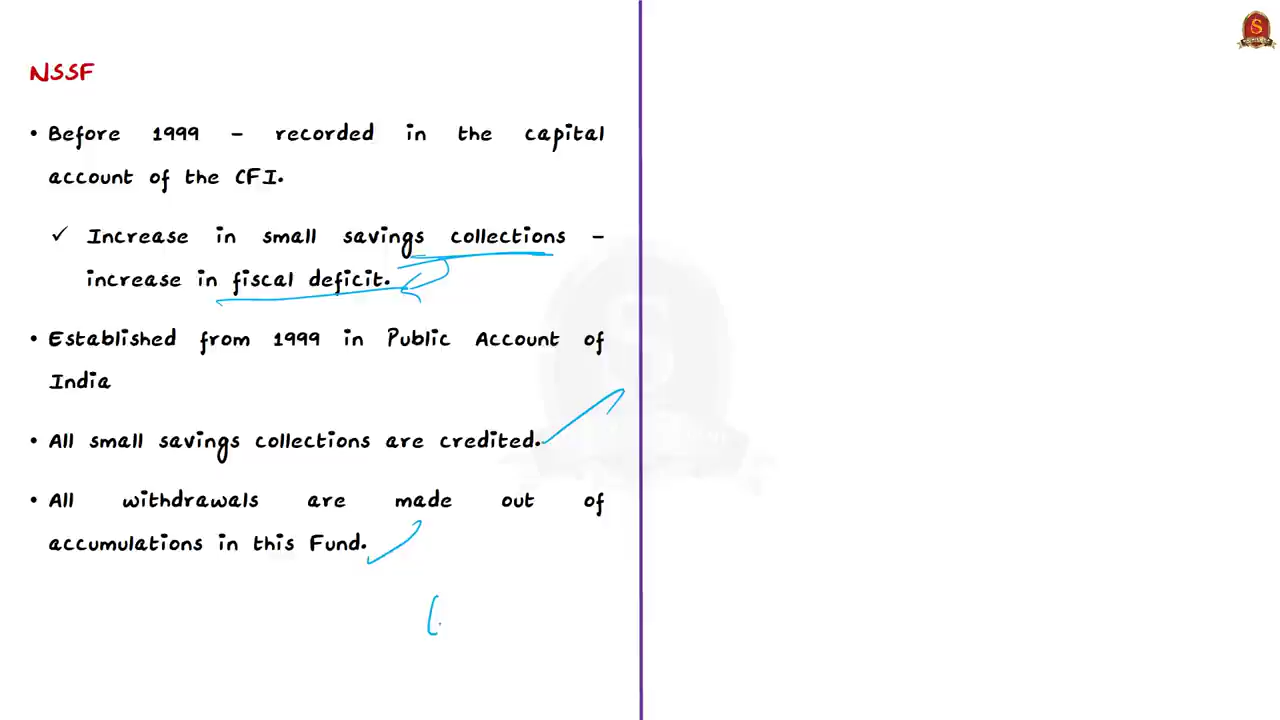 NSSF
• Before 1999 – recorded in the capital
account of the CFI.
✓ Increase in small savings collections –
increase in fiscal deficit.
• Established from 1999 in Public Account of
India
• All small savings collections are credited.
• All withdrawals are made out of
accumulations in this Fund.